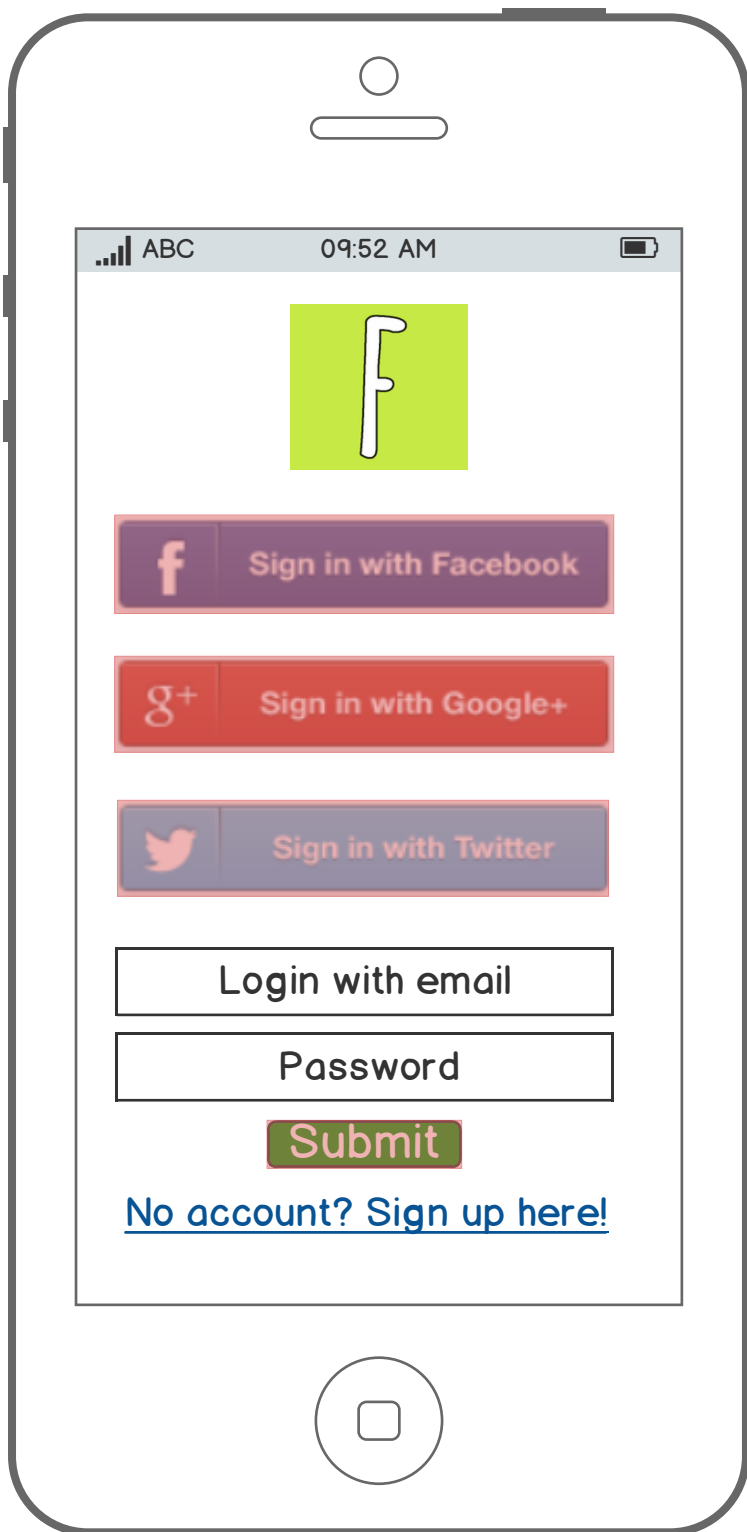 ABC 09:52 AM
F
f Sign in with Facebook
g+ Sign in with Google+
Sign in with Twitter
Login with email
Password
Submit
No account? Sign up here!